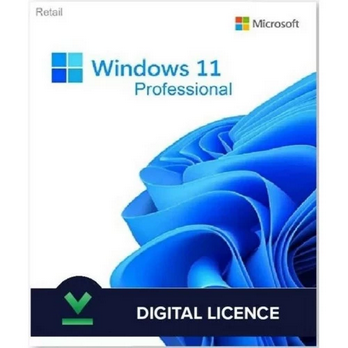 Retail
Microsoft
Windows 11
Professional
DIGITAL LICENCE